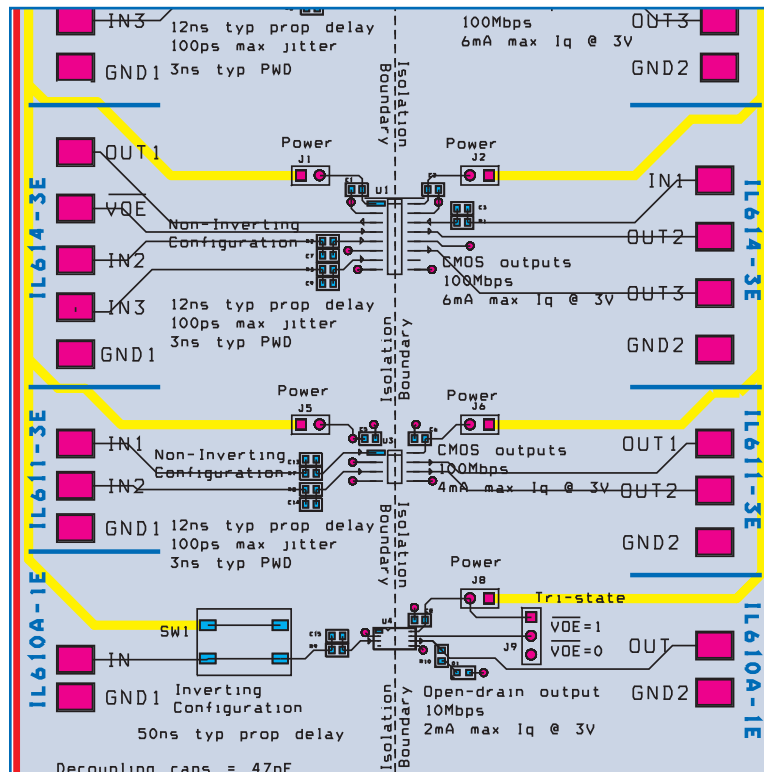 IN3
12ns typ prop delay
100ps max jitter
3ns typ PWD
GND1
100Mbps
6mA max Iq @ 3V
OUT3
GND2
Isolation
Boundary
IL614-3E
OUT1
VOE
IN2
IN3
GND1
Power
J1
Power
J2
U1
Non-Inverting
Configuration
CMOS outputs
100Mbps
6mA max Iq @ 3V
12ns typ prop delay
100ps max jitter
3ns typ PWD
IN1
OUT2
OUT3
GND2
IL614-3E
Isolation
Boundary
IL611-3E
IN1
IN2
GND1
Power
J5
Power
J6
U3
Non-Inverting
Configuration
CMOS outputs
100Mbps
4mA max Iq @ 3V
12ns typ prop delay
100ps max jitter
3ns typ PWD
OUT1
OUT2
GND2
IL611-3E
Isolation
Boundary
IL610A-1E
IN
GND1
SW1
Power
J8
U4
Tri-state
VOE=1
VOE=0
J9
Inverting
Configuration
50ns typ prop delay
Open-drain output
10Mbps
2mA max Iq @ 3V
OUT
GND2
IL610A-1E
Isolation
Boundary
Decoupling caps = 47nF